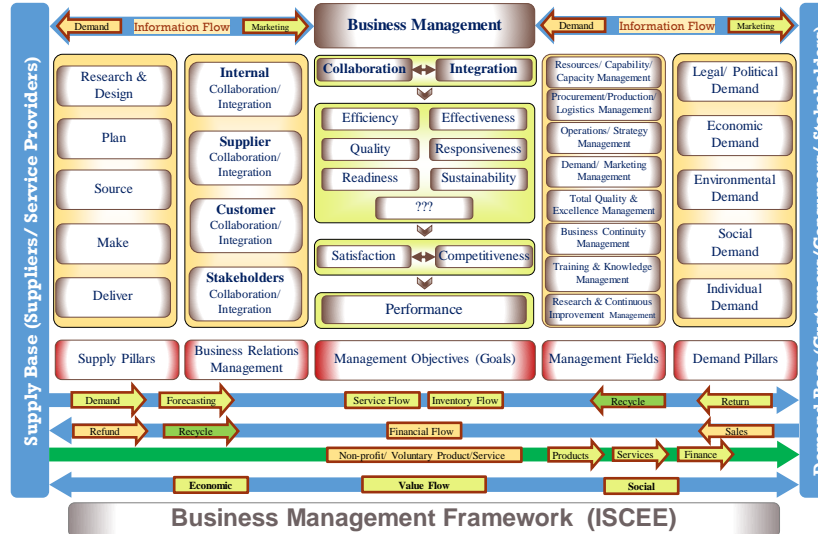 Demand
Information Flow
Marketing
Business Management
Demand
Information Flow
Marketing
Supply Base (Suppliers/ Service Providers)
Research &
Design
Plan
Source
Make
Deliver
Internal
Collaboration/
Integration
Supplier
Collaboration/
Integration
Customer
Collaboration/
Integration
Stakeholders
Collaboration/
Integration
Collaboration
Integration
Efficiency
Effectiveness
Quality
Responsiveness
Readiness
Sustainability
???
Satisfaction
Competitiveness
Performance
Resources/ Capability/
Capacity Management
Procurement/Production/
Logistics Management
Operations/ Strategy
Management
Demand/ Marketing
Management
Total Quality &
Excellence Management
Business Continuity
Management
Training & Knowledge
Management
Research & Continuous
Improvement Management
Legal/ Political
Demand
Economic
Demand
Environmental
Demand
Social
Demand
Individual
Demand
Supply Pillars
Business Relations
Management
Management Objectives (Goals)
Management Fields
Demand Pillars
Demand
Forecasting
Service Flow
Inventory Flow
Recycle
Return
Refund
Recycle
Financial Flow
Sales
Non-profit/ Voluntary Product/Service
Products
Services
Finance
Economic
Value Flow
Social
Business Management Framework (ISCEE)